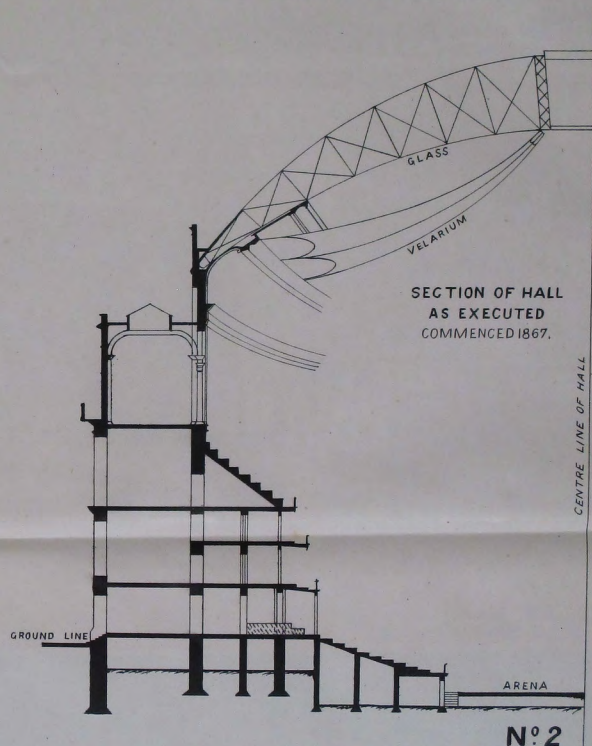 GLASS
VELARIUM
SECTION OF HALL
AS EXECUTED
COMMENCED 1867.
CENTRE LINE OF HALL
GROUND LINE
ARENA
Nº 2